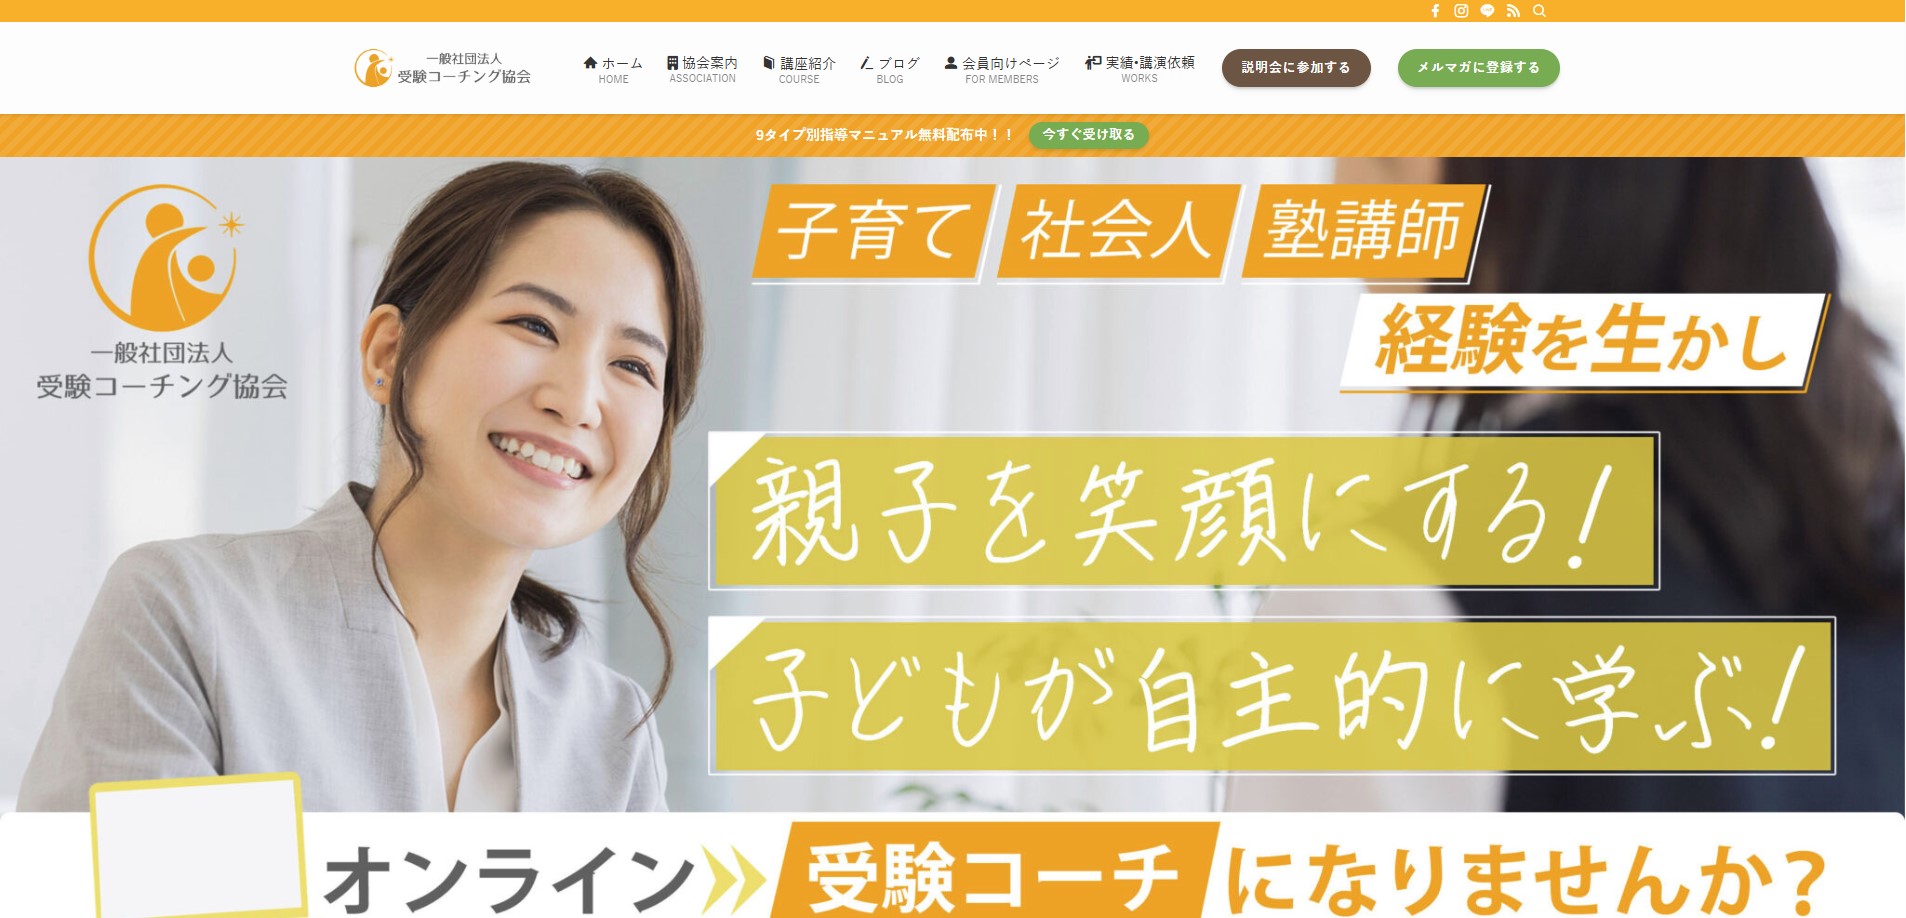 一般社団法人
受験コーチング協会
ホーム
HOME
協会案内
ASSOCIATION
講座紹介
COURSE
ブログ
BLOG
会員向けページ
FOR MEMBERS
実績・講演依頼
WORKS
説明会に参加する
メルマガに登録する
9タイプ別指導マニュアル無料配布中！！
今すぐ受け取る
一般社団法人
受験コーチング協会
子育て 社会人 塾講師
経験を生かし
親子を笑顔にする！
子どもが自主的に学ぶ！
オンライン 受験コーチになりませんか？